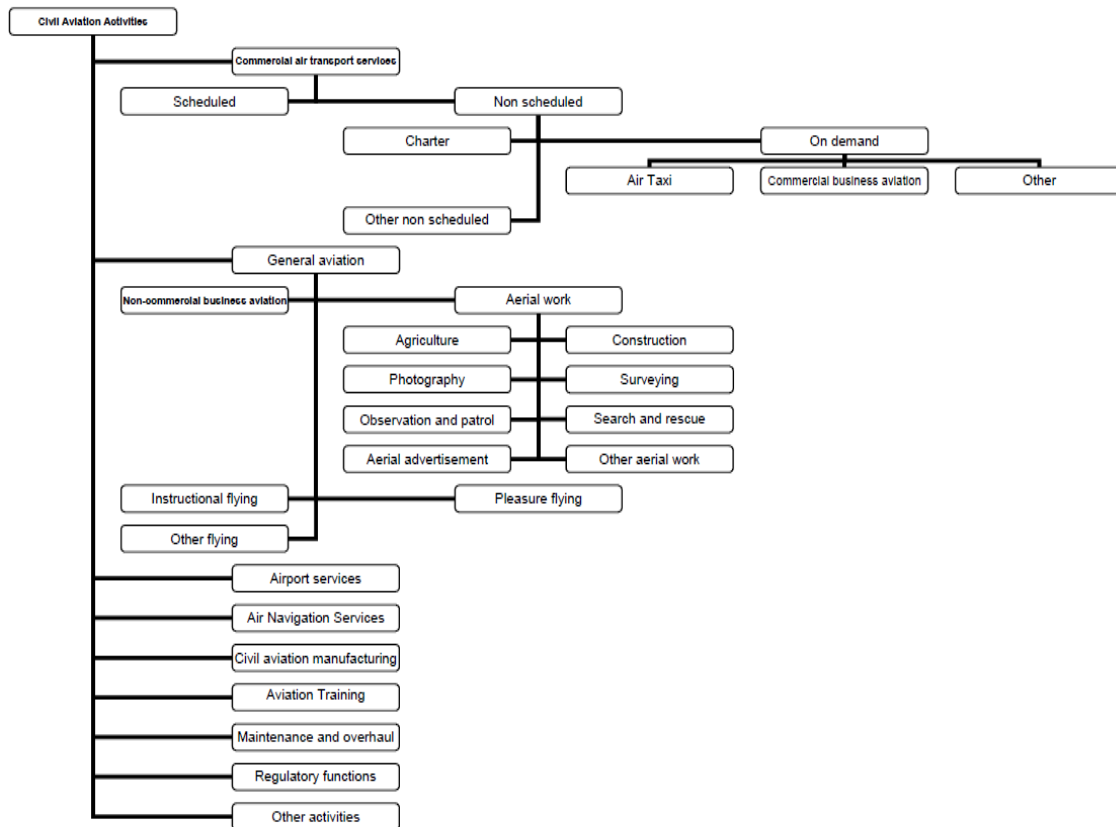 Civil Aviation Activities
Commercial air transport services
Scheduled
Non scheduled
Charter
On demand
Air Taxi
Commercial business aviation
Other
Other non scheduled
General aviation
Non-commercial business aviation
Aerial work
Agriculture
Construction
Photography
Surveying
Observation and patrol
Search and rescue
Aerial advertisement
Other aerial work
Instructional flying
Pleasure flying
Other flying
Airport services
Air Navigation Services
Civil aviation manufacturing
Aviation Training
Maintenance and overhaul
Regulatory functions
Other activities